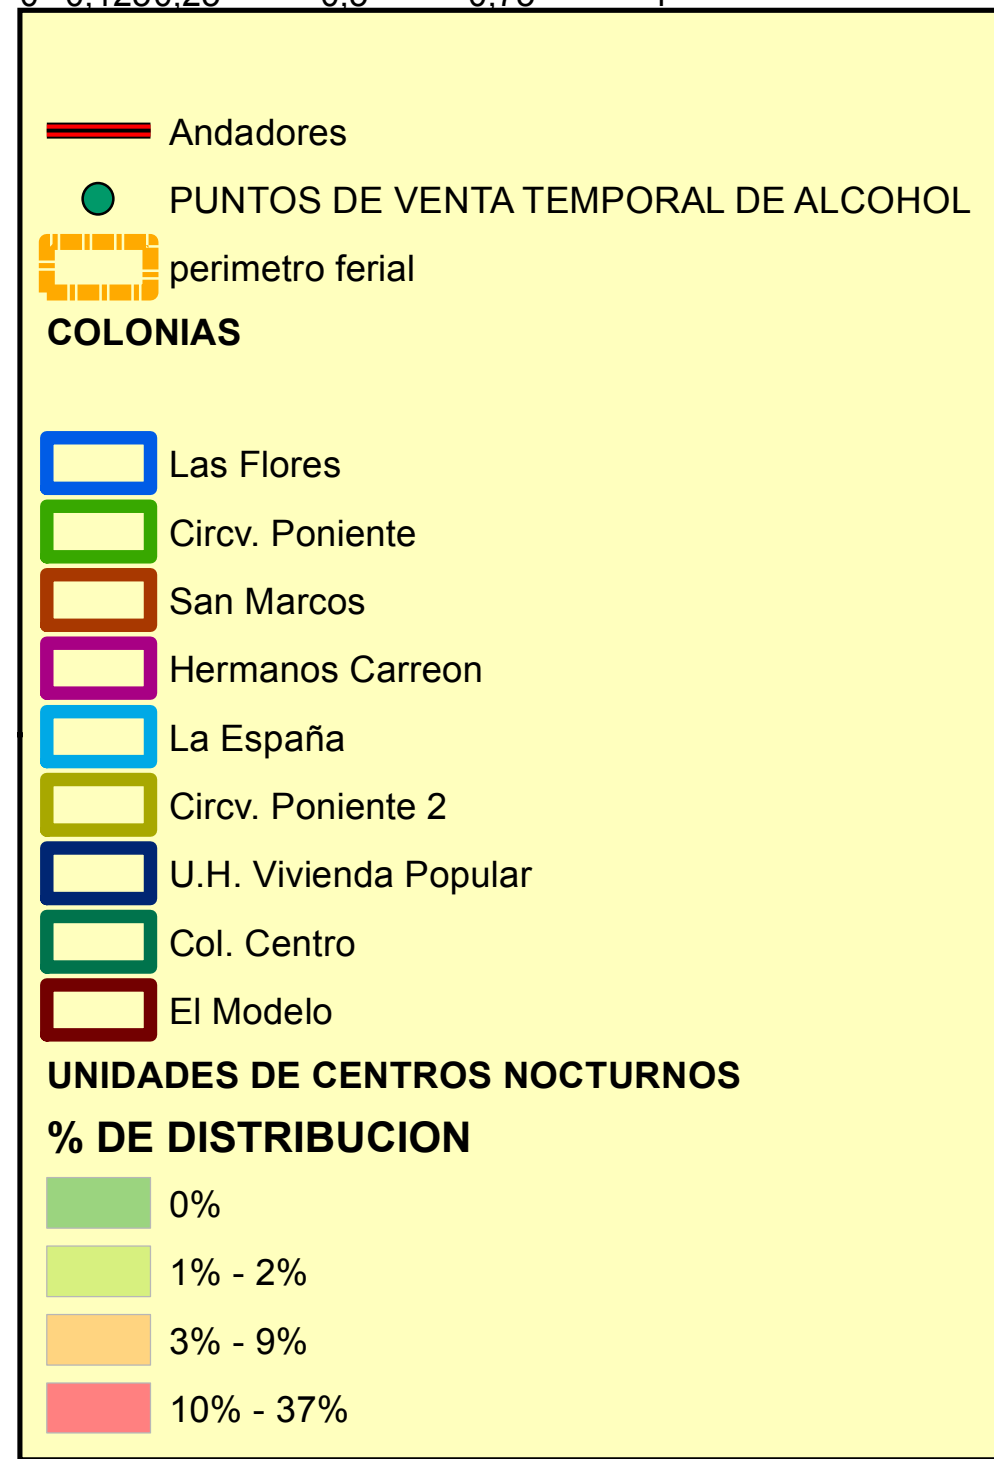 Andadores
PUNTOS DE VENTA TEMPORAL DE ALCOHOL
perimetro ferial
COLONIAS
Las Flores
Circv. Poniente
San Marcos
Hermanos Carreon
La España
Circv. Poniente 2
U.H. Vivienda Popular
Col. Centro
El Modelo
UNIDADES DE CENTROS NOCTURNOS
% DE DISTRIBUCION
0%
1% - 2%
3% - 9%
10% - 37%